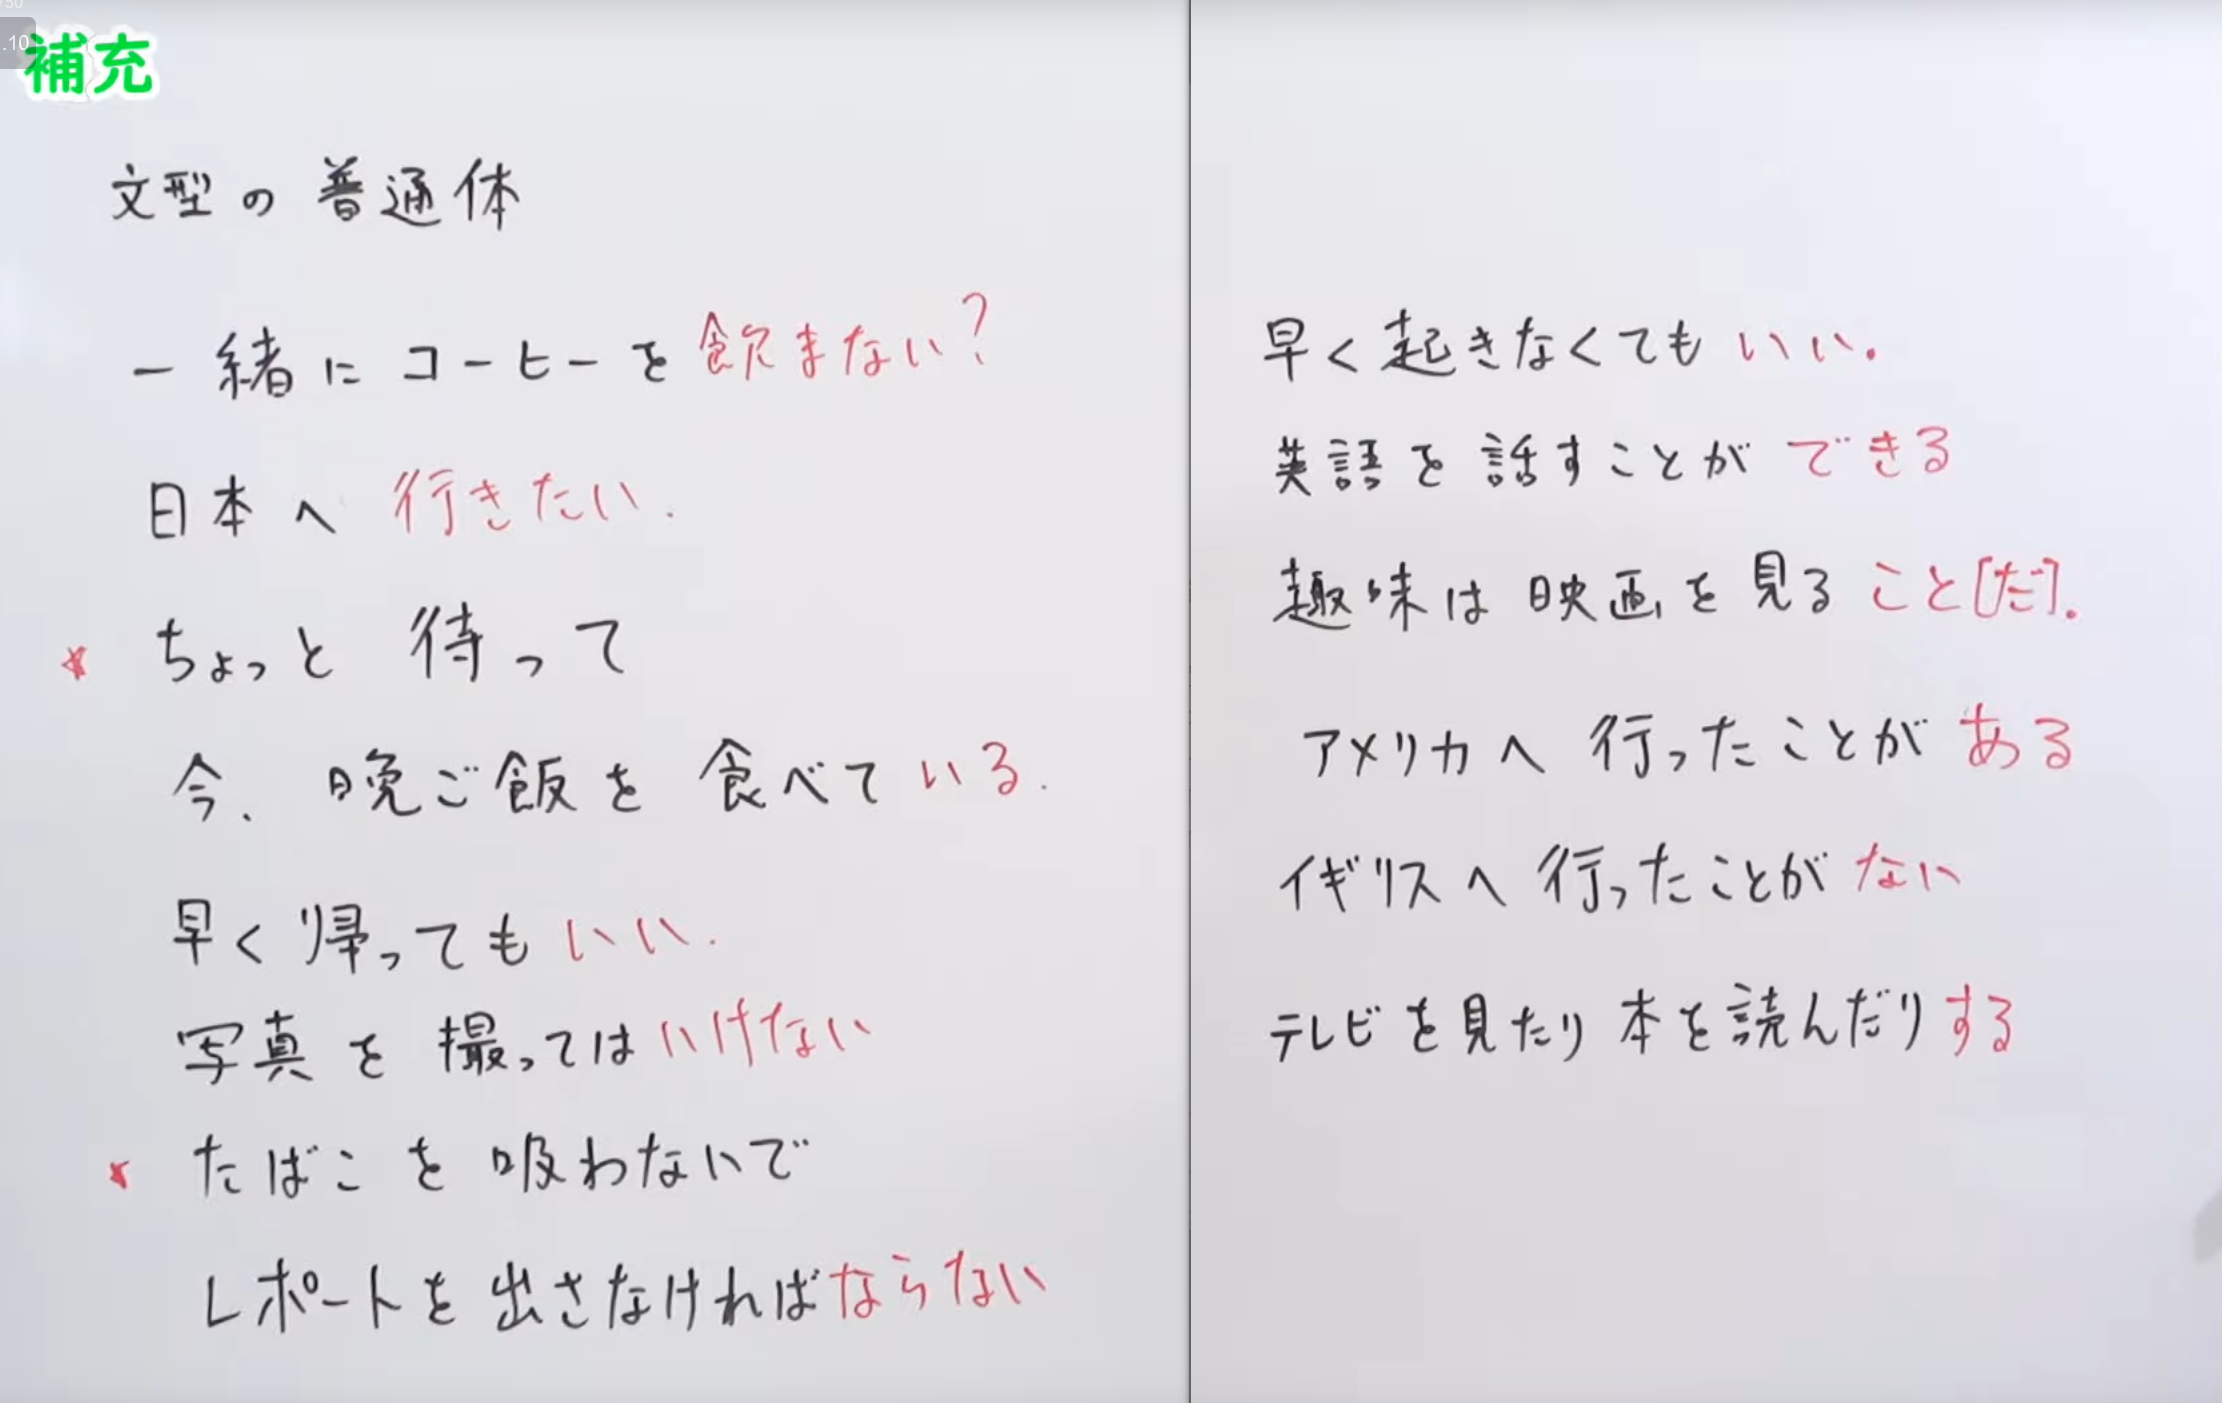 .10
補充
文型の普通体
一緒にコーヒーを飲まない?
日本へ行きたい.
* ちょっと待って
今、晩ご飯を食べている.
早く帰ってもいい.
写真を撮ってはいけない
* たばこを吸わないで
レポートを出さなければならない
早く起きなくてもいい.
英語を話すことができる
趣味は映画を見ること[だ].
アメリカへ行ったことがある
イギリスへ行ったことがない
テレビを見たり本を読んだりする